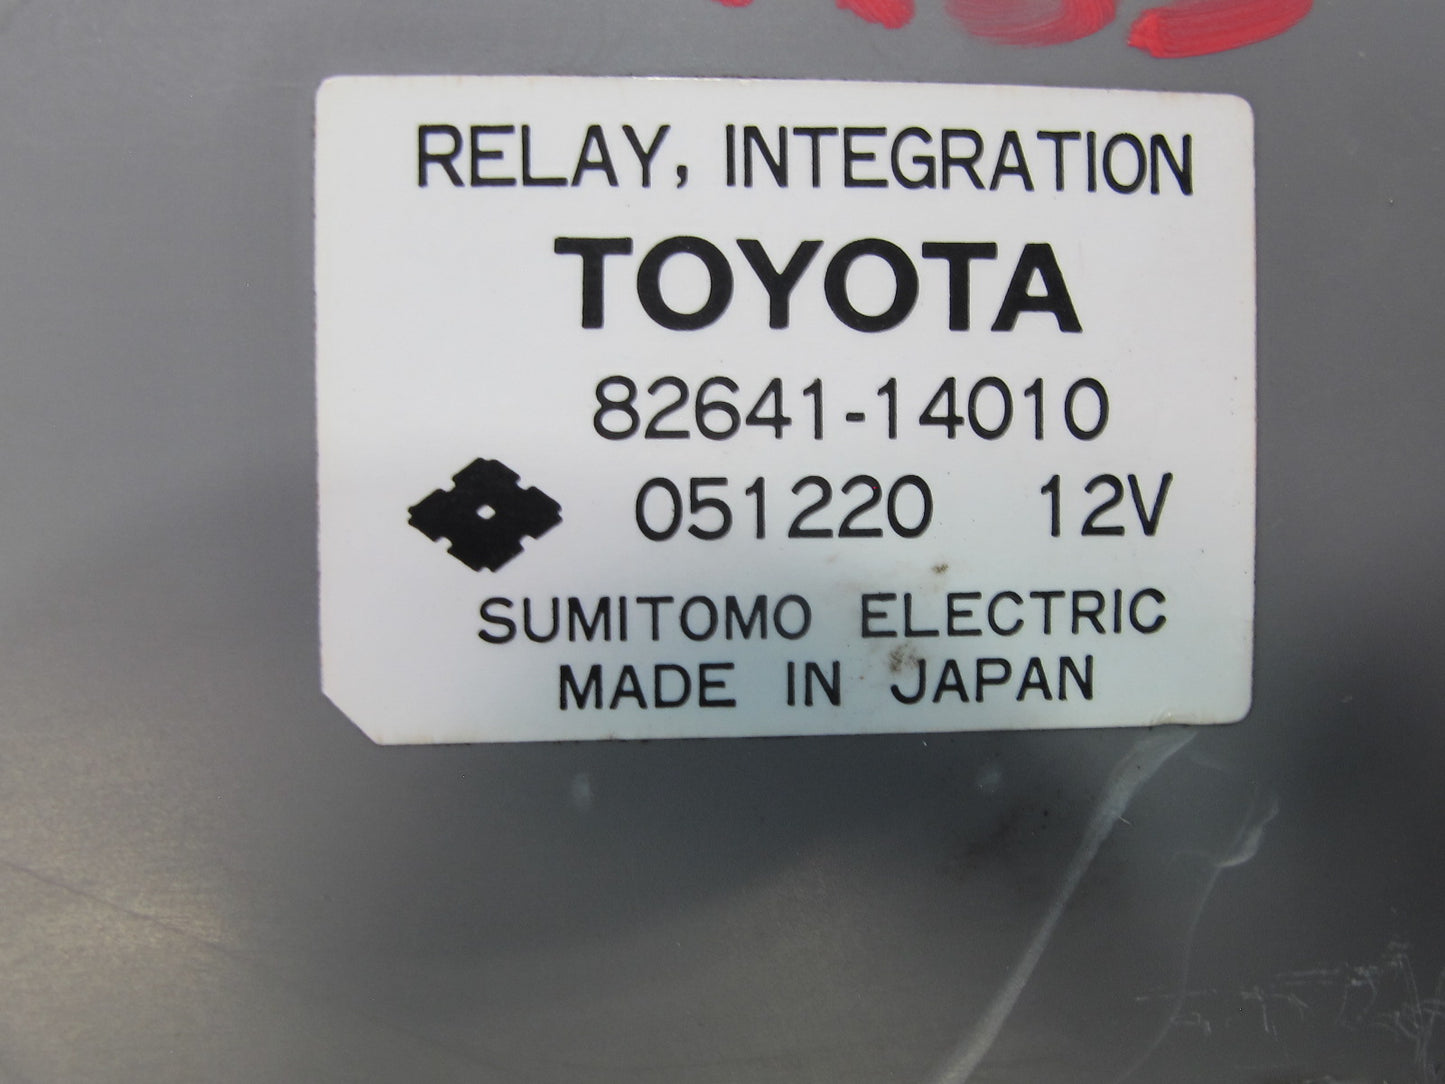 RELAY, INTEGRATION
TOYOTA
82641-14010
051220 12V
SUMITOMO ELECTRIC
MADE IN JAPAN